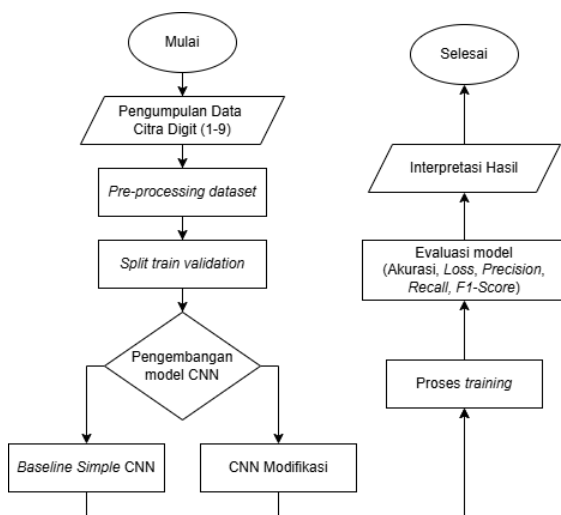 Mulai
Pengumpulan Data
Citra Digit (1-9)
Pre-processing dataset
Split train validation
Pengembangan
model CNN
Baseline Simple CNN
CNN Modifikasi
Proses training
Evaluasi model
(Akurasi, Loss, Precision,
Recall, F1-Score)
Interpretasi Hasil
Selesai